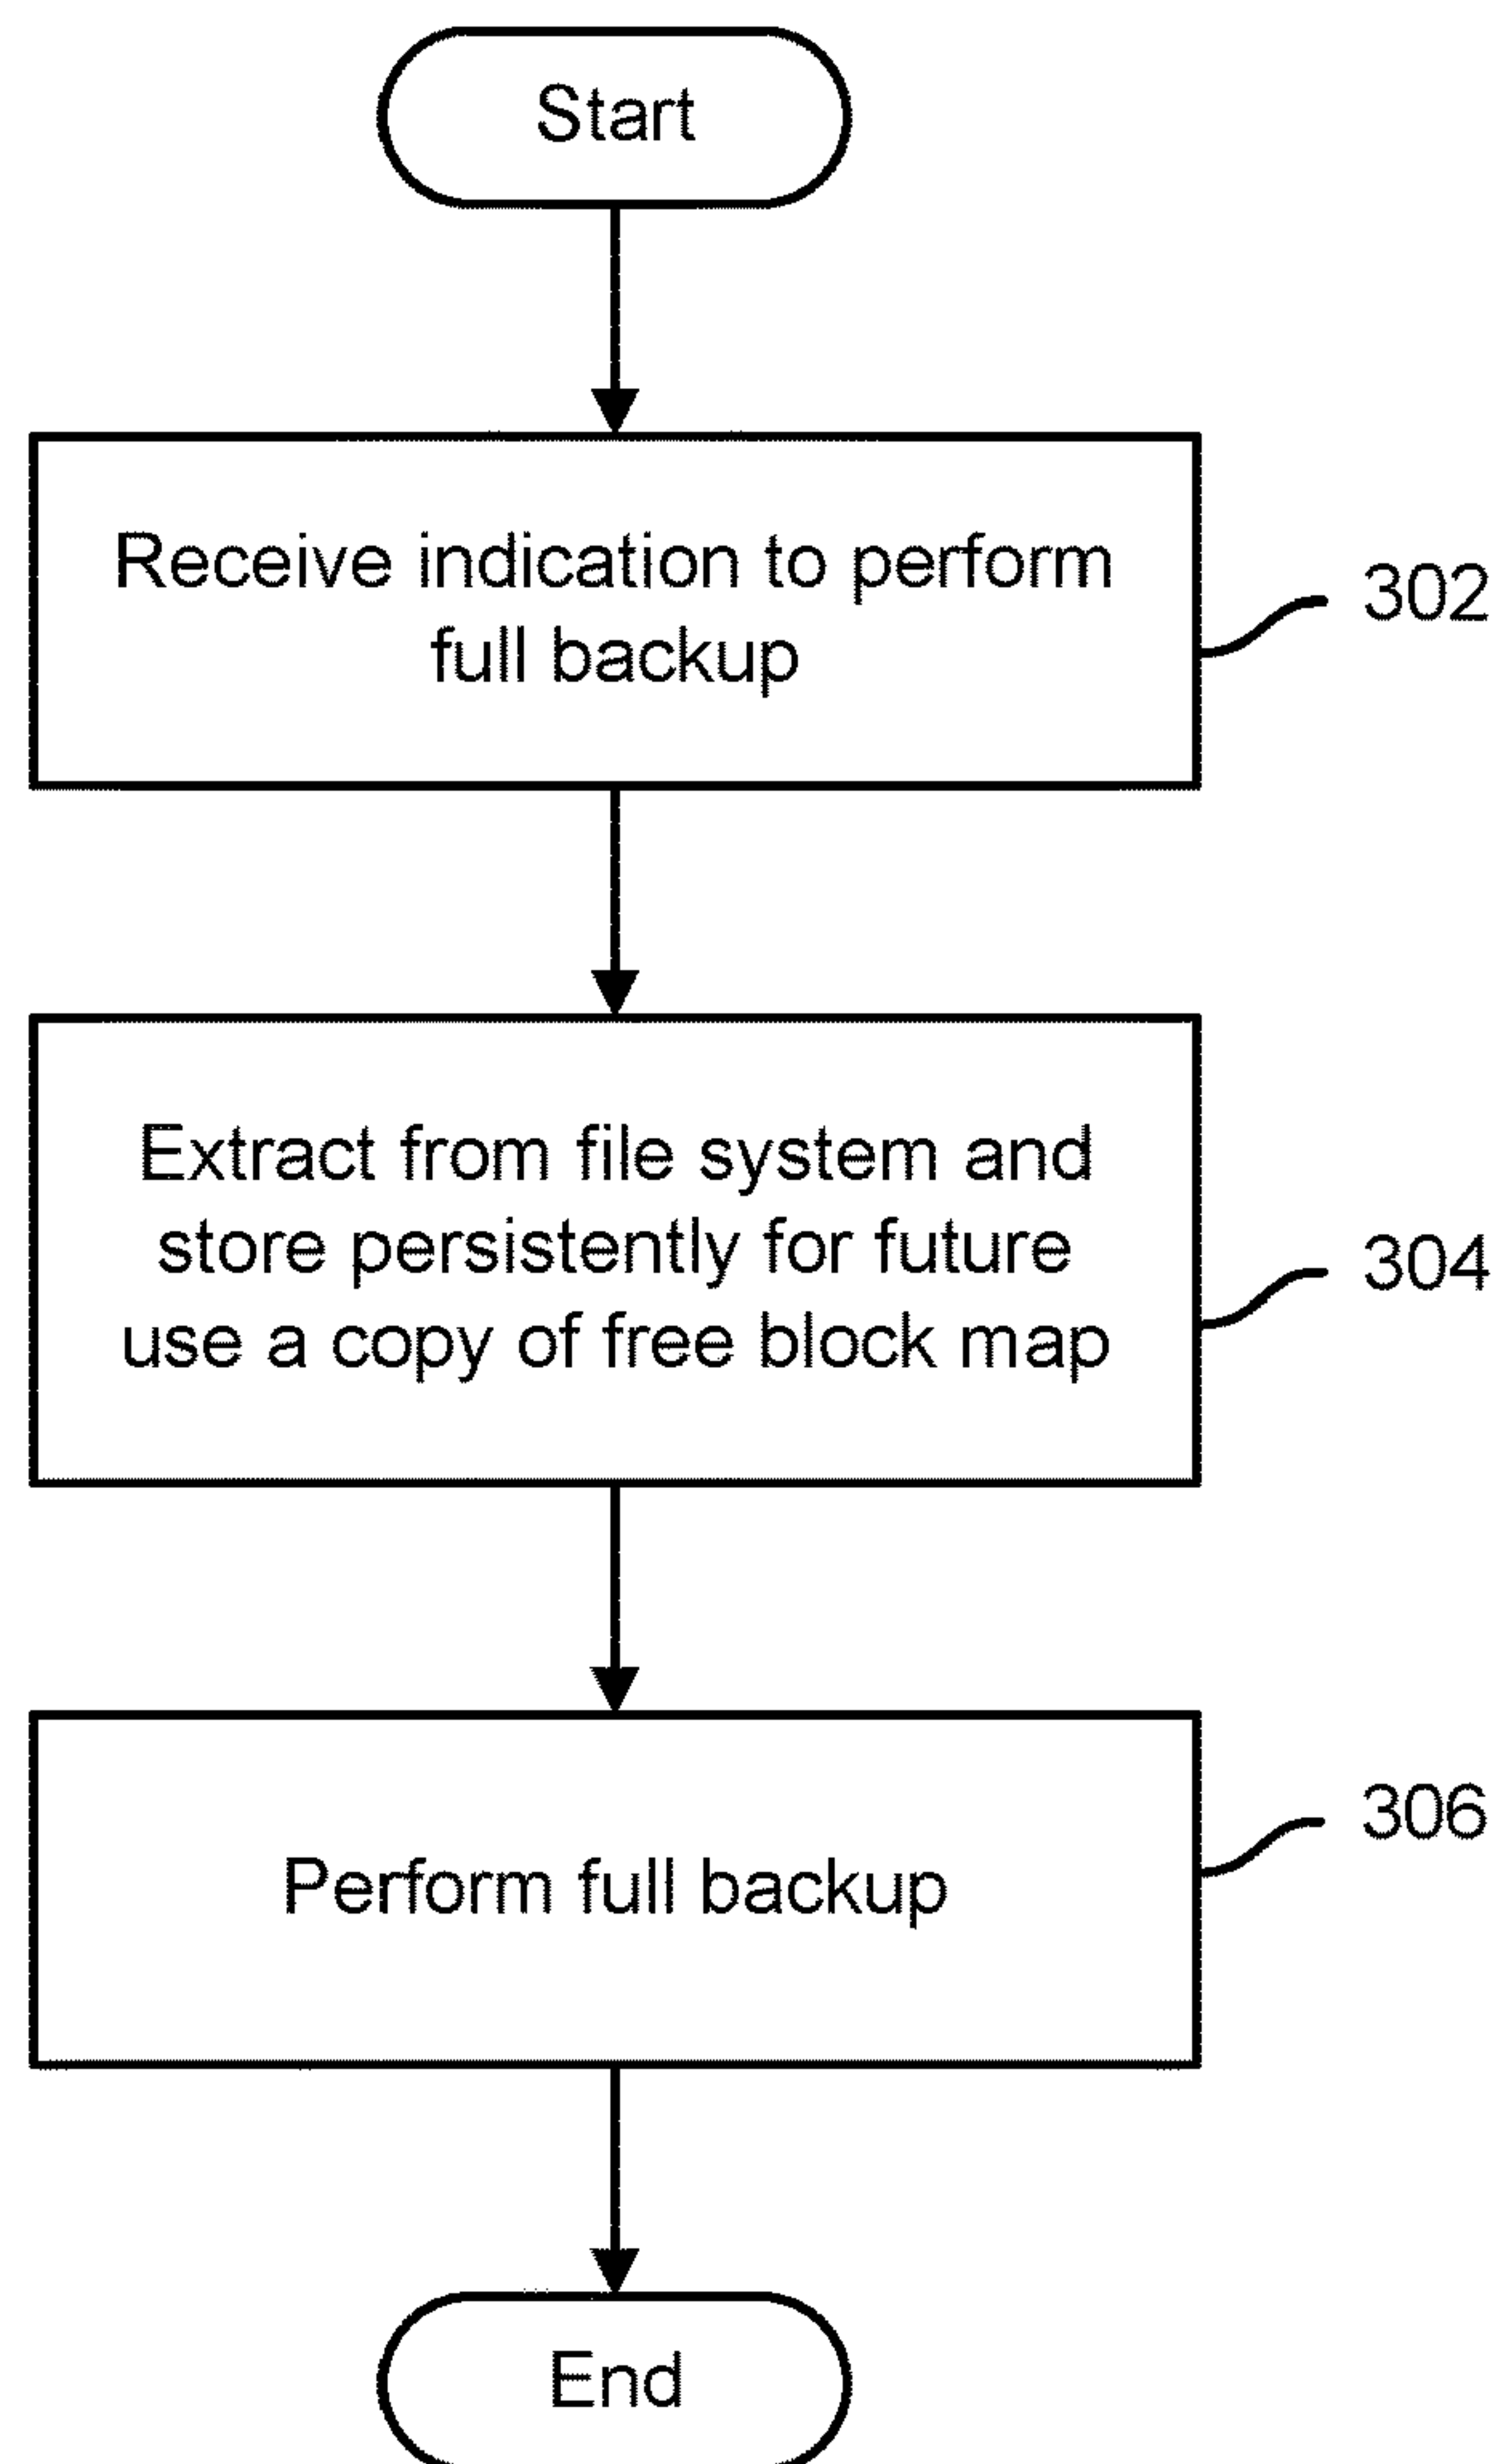 Start
Receive indication to perform
full backup
302
Extract from file system and
store persistently for future
use a copy of free block map
304
Perform full backup
306
End